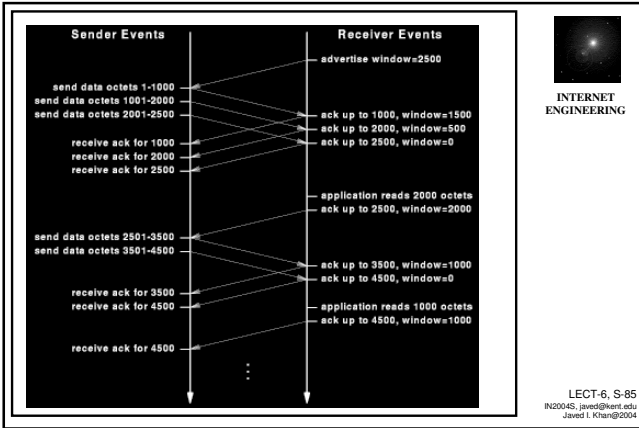 Sender Events
Receiver Events
advertise window=2500
send data octets 1-1000
send data octets 1001-2000
send data octets 2001-2500
ack up to 1000, window=1500
ack up to 2000, window=500
ack up to 2500, window=0
receive ack for 1000
receive ack for 2000
receive ack for 2500
application reads 2000 octets
ack up to 2500, window=2000
send data octets 2501-3500
send data octets 3501-4500
ack up to 3500, window=1000
ack up to 4500, window=0
receive ack for 3500
receive ack for 4500
application reads 1000 octets
ack up to 4500, window=1000
receive ack for 4500
INTERNET
ENGINEERING
LECT-6, S-85
IN2004S, javed@kent.edu
Javed I. Khan@2004